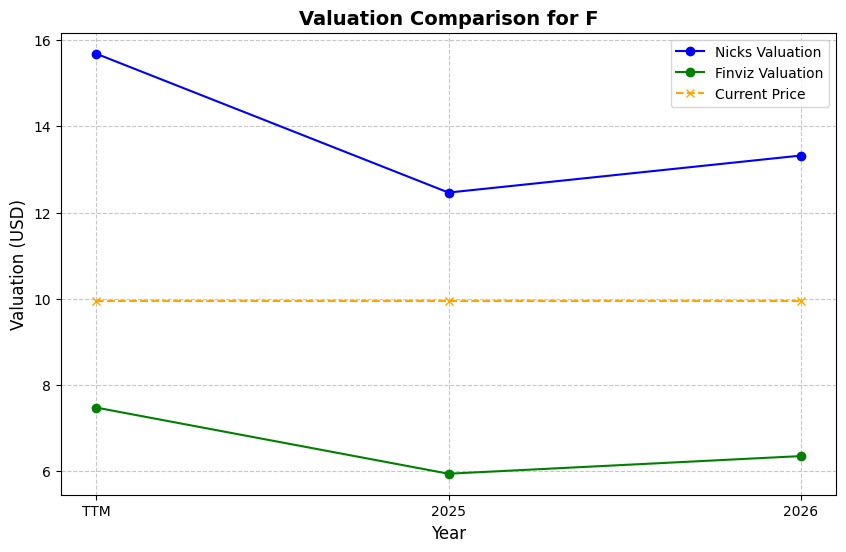 Valuation Comparison for F
Nicks Valuation
Finviz Valuation
Current Price
Valuation (USD)
16
14
12
10
8
6
TTM
2025
2026
Year